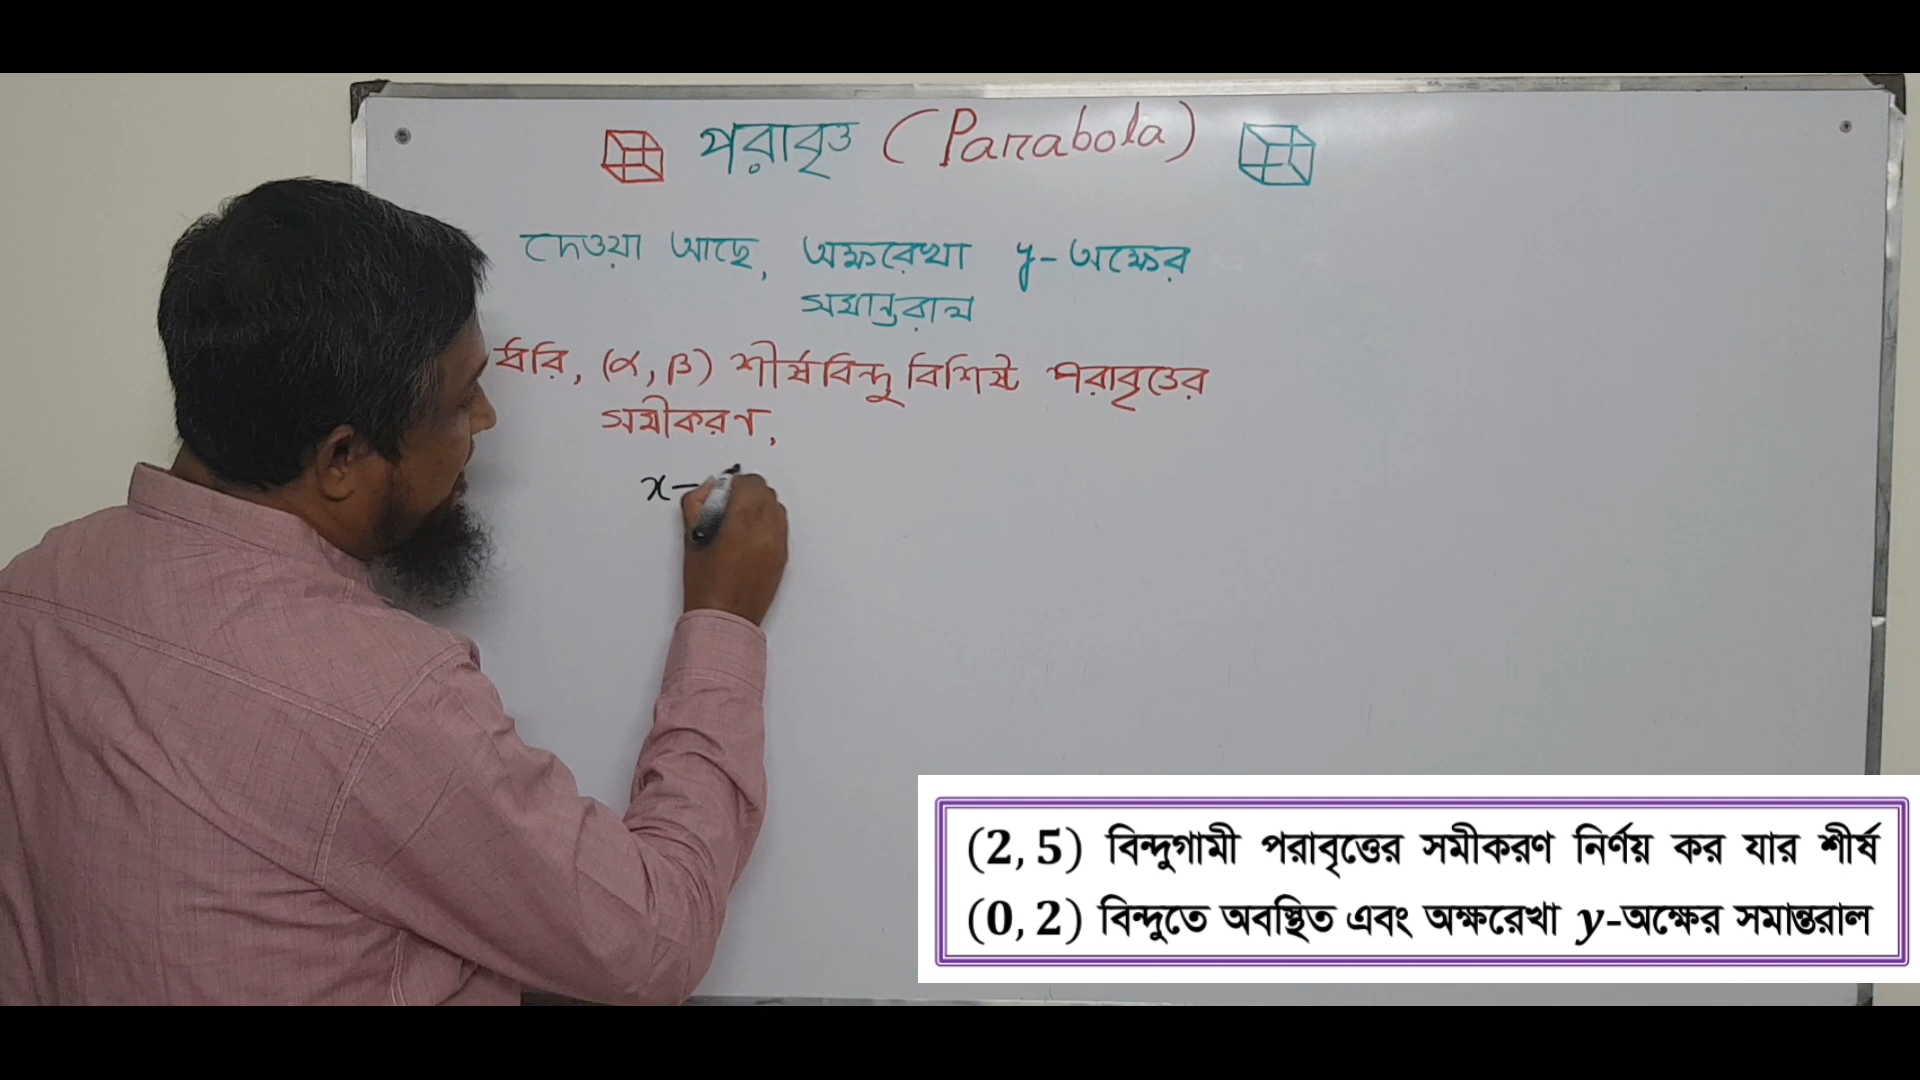 পরাবৃত্ত (Parabola)
দেওয়া আছে, অক্ষরেখা y-অক্ষের
সমান্তরাল
ধরি, (α, β) শীর্ষবিন্দু বিশিষ্ট পরাবৃত্তের
সমীকরণ,
x-
(2, 5) বিন্দুগামী পরাবৃত্তের সমীকরণ নির্ণয় কর যার শীর্ষ
(0, 2) বিন্দুতে অবস্থিত এবং অক্ষরেখা y-অক্ষের সমান্তরাল